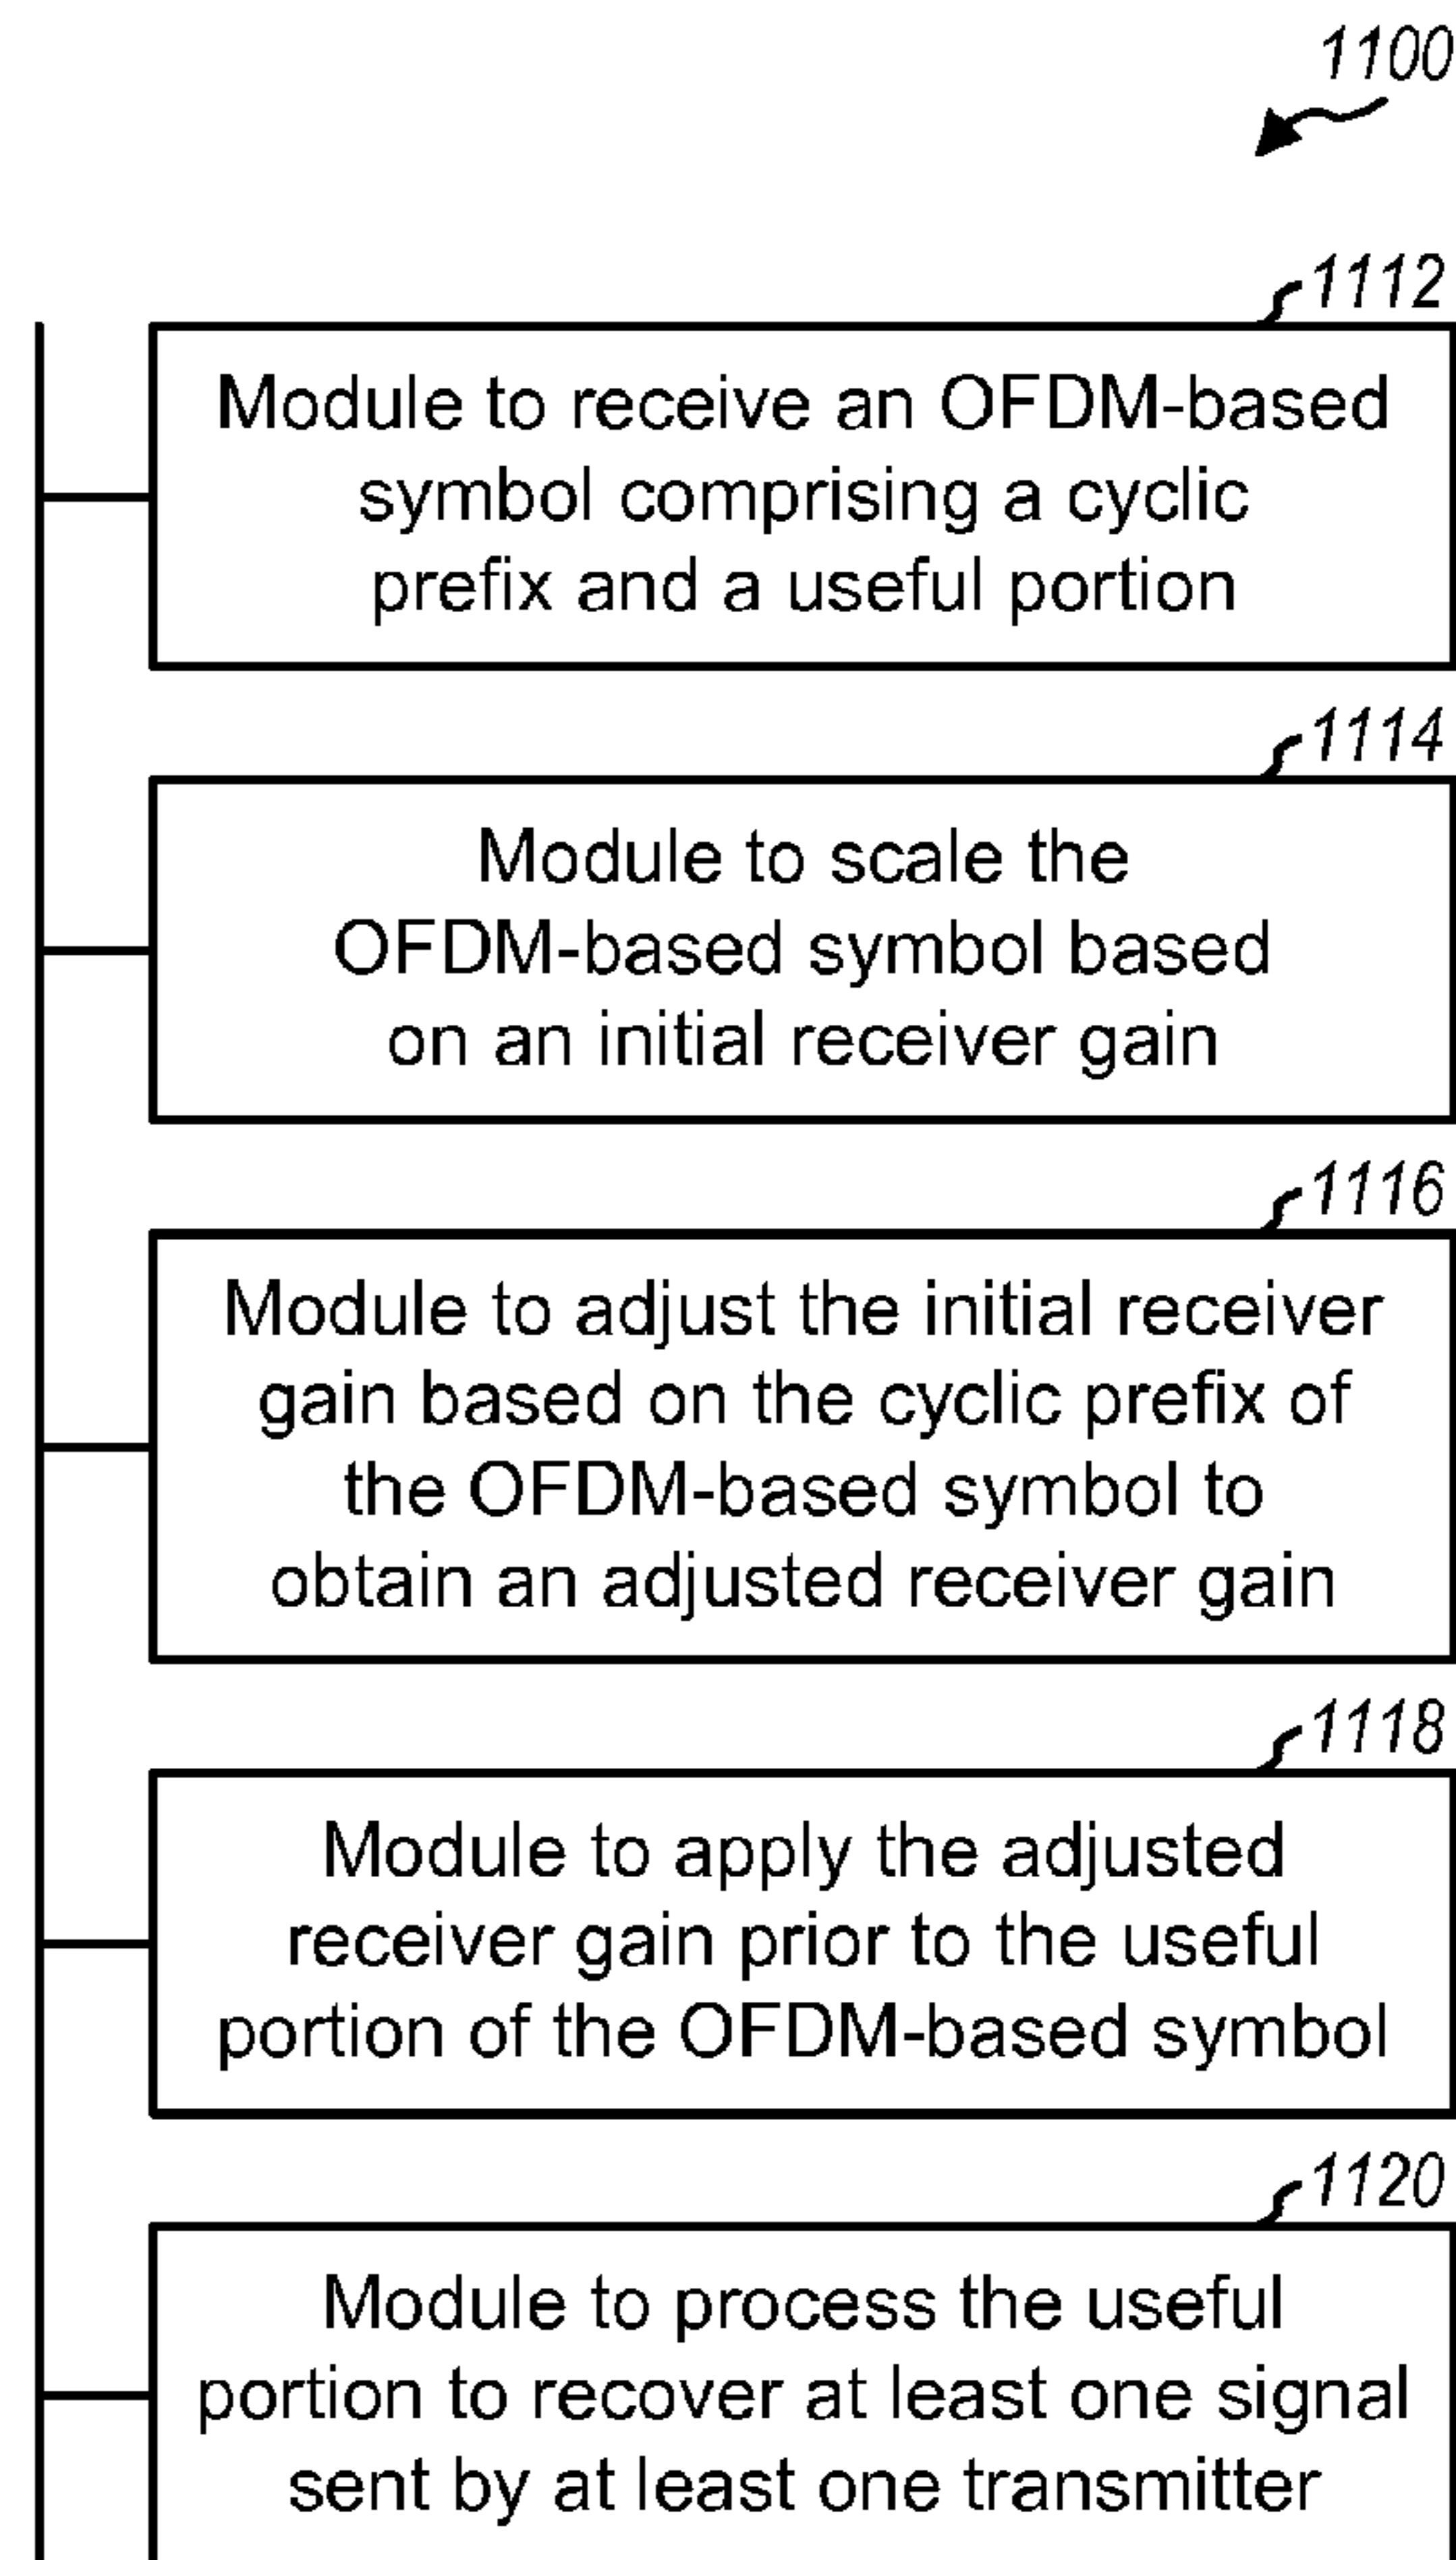 1100
1112
Module to receive an OFDM-based
symbol comprising a cyclic
prefix and a useful portion
1114
Module to scale the
OFDM-based symbol based
on an initial receiver gain
1116
Module to adjust the initial receiver
gain based on the cyclic prefix of
the OFDM-based symbol to
obtain an adjusted receiver gain
1118
Module to apply the adjusted
receiver gain prior to the useful
portion of the OFDM-based symbol
1120
Module to process the useful
portion to recover at least one signal
sent by at least one transmitter